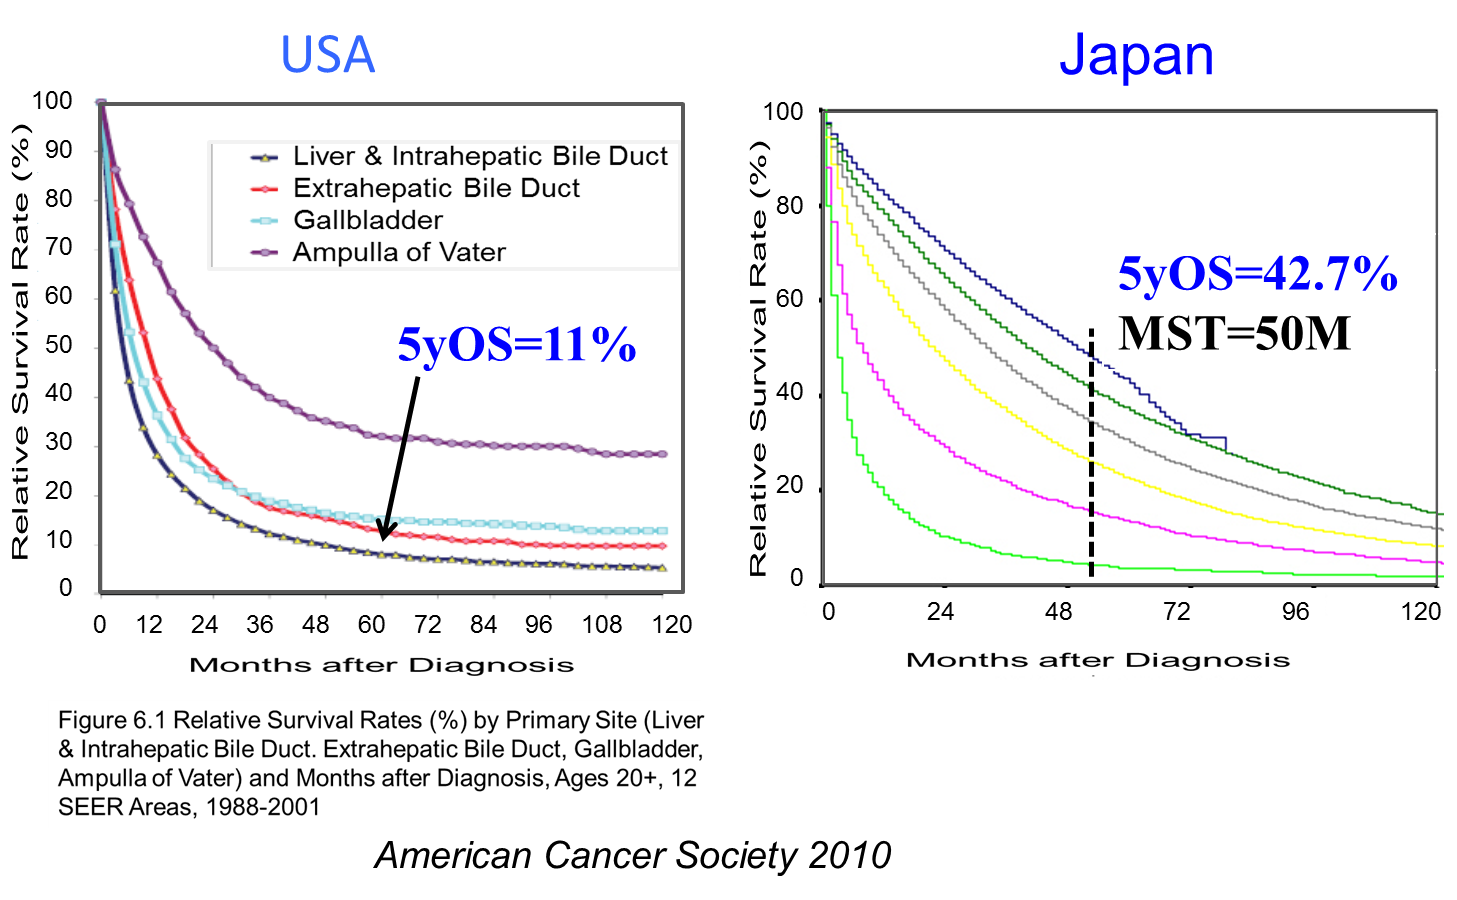 USA
Relative Survival Rate (%)
100
90
80
70
60
50
40
30
20
10
0
Liver & Intrahepatic Bile Duct
Extrahepatic Bile Duct
Gallbladder
Ampulla of Vater
5yOS=11%
0 12 24 36 48 60 72 84 96 108 120
Months after Diagnosis
Japan
Relative Survival Rate (%)
100
80
60
40
20
0
5yOS=42.7%
MST=50M
0 24 48 72 96 120
Months after Diagnosis
Figure 6.1 Relative Survival Rates (%) by Primary Site (Liver
& Intrahepatic Bile Duct. Extrahepatic Bile Duct, Gallbladder,
Ampulla of Vater) and Months after Diagnosis, Ages 20+, 12
SEER Areas, 1988-2001
American Cancer Society 2010